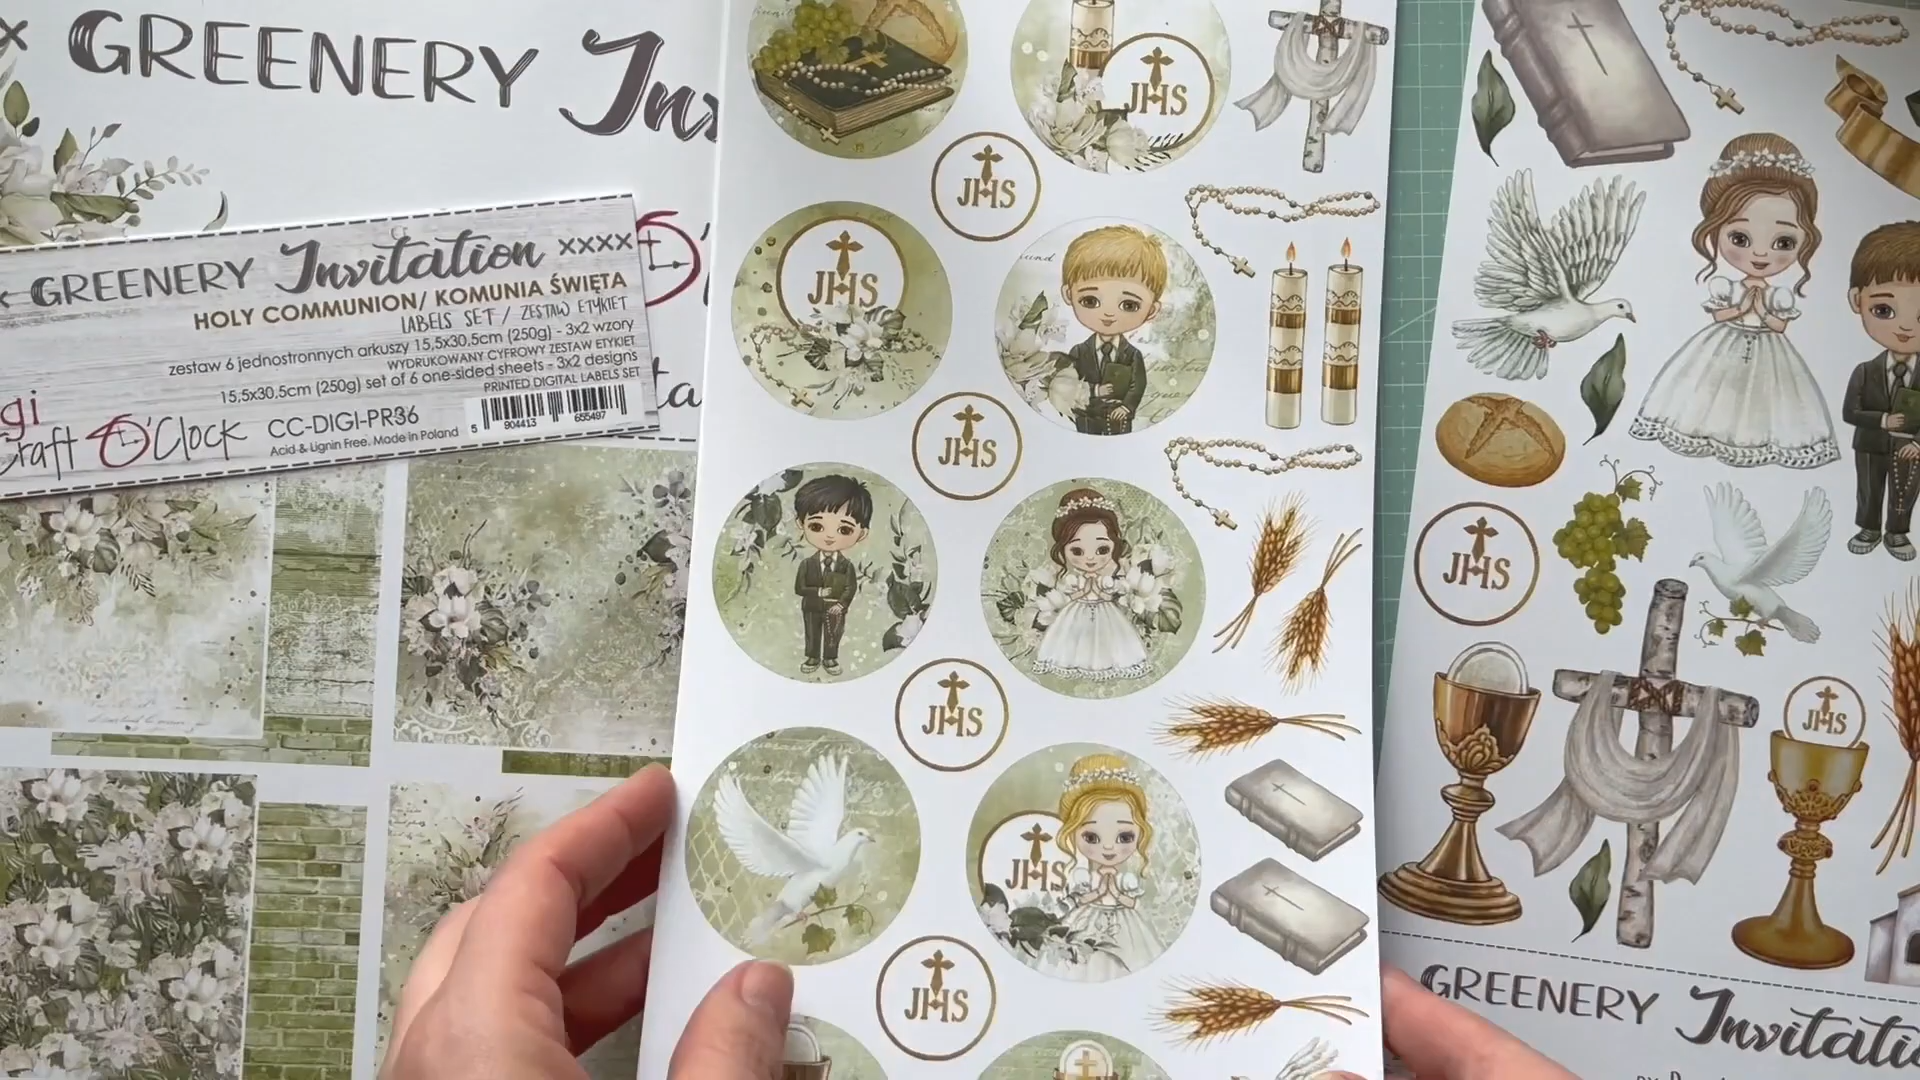 GREENERY
GREENERY Invitation xxxx
HOLY COMMUNION/ KOMUNIA ŚWIĘTA
LABELS SET / ZESTAW ETYKIET
zestaw 6 jednostronnych arkuszy 15,5x30,5cm (250g) - 3x2 wzory
WYDRUKOWANY CYFROWY ZESTAW ETYKIET
15,5x30,5cm (250g) set of 6 one-sided sheets - 3x2 designs
PRINTED DIGITAL LABELS SET
Craft O'Clock CC-DIGI-PR36
Acid & Lignin Free. Made in Poland
5 904413 655497
JHS
JHS
JHS
JHS
JHS
JHS
JHS
JHS
JHS
JHS
GREENERY Invitati